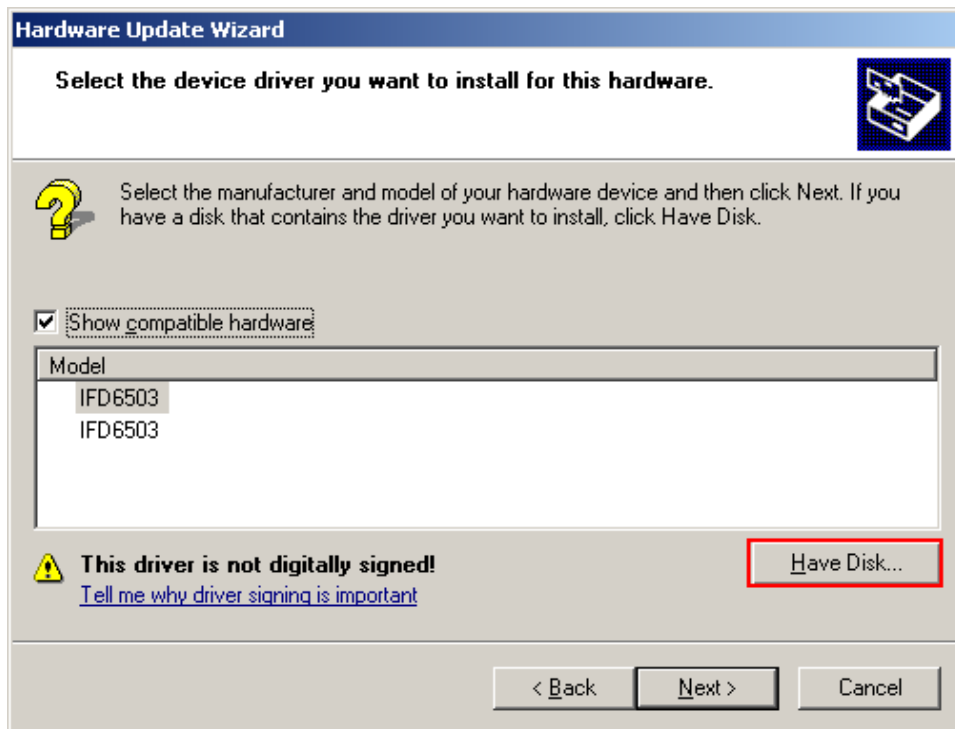 Hardware Update Wizard
Select the device driver you want to install for this hardware.
Select the manufacturer and model of your hardware device and then click Next. If you
have a disk that contains the driver you want to install, click Have Disk.
Show compatible hardware
Model
IFD6503
IFD6503
This driver is not digitally signed!
Have Disk...
Tell me why driver signing is important
< Back
Next >
Cancel